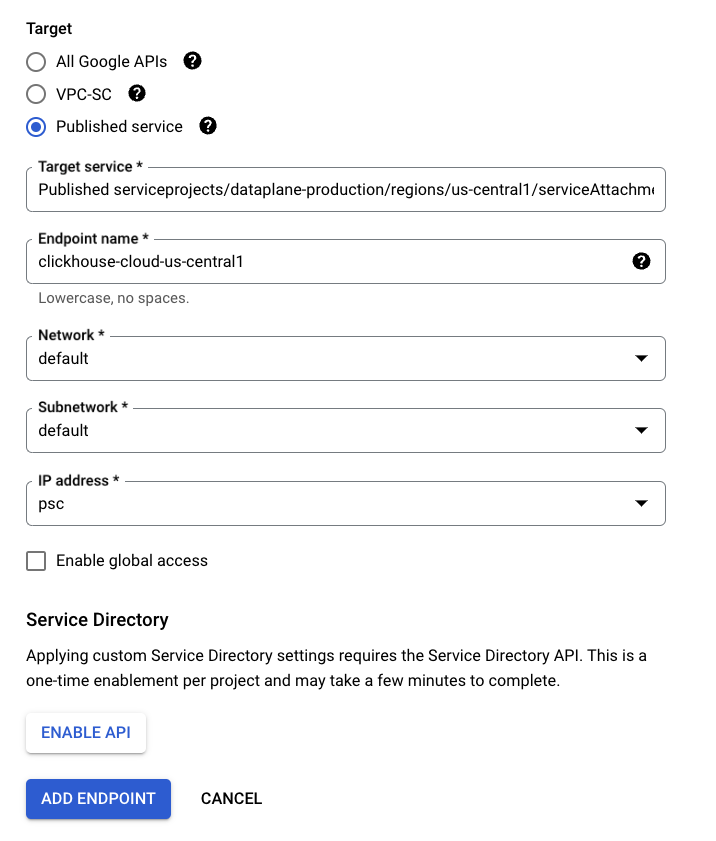 Target
All Google APIs
VPC-SC
Published service
Target service *
Published serviceprojects/dataplane-production/regions/us-central1/serviceAttachme
Endpoint name *
clickhouse-cloud-us-central1
Lowercase, no spaces.
Network *
default
Subnetwork *
default
IP address *
psc
Enable global access
Service Directory
Applying custom Service Directory settings requires the Service Directory API. This is a
one-time enablement per project and may take a few minutes to complete.
ENABLE API
ADD ENDPOINT CANCEL